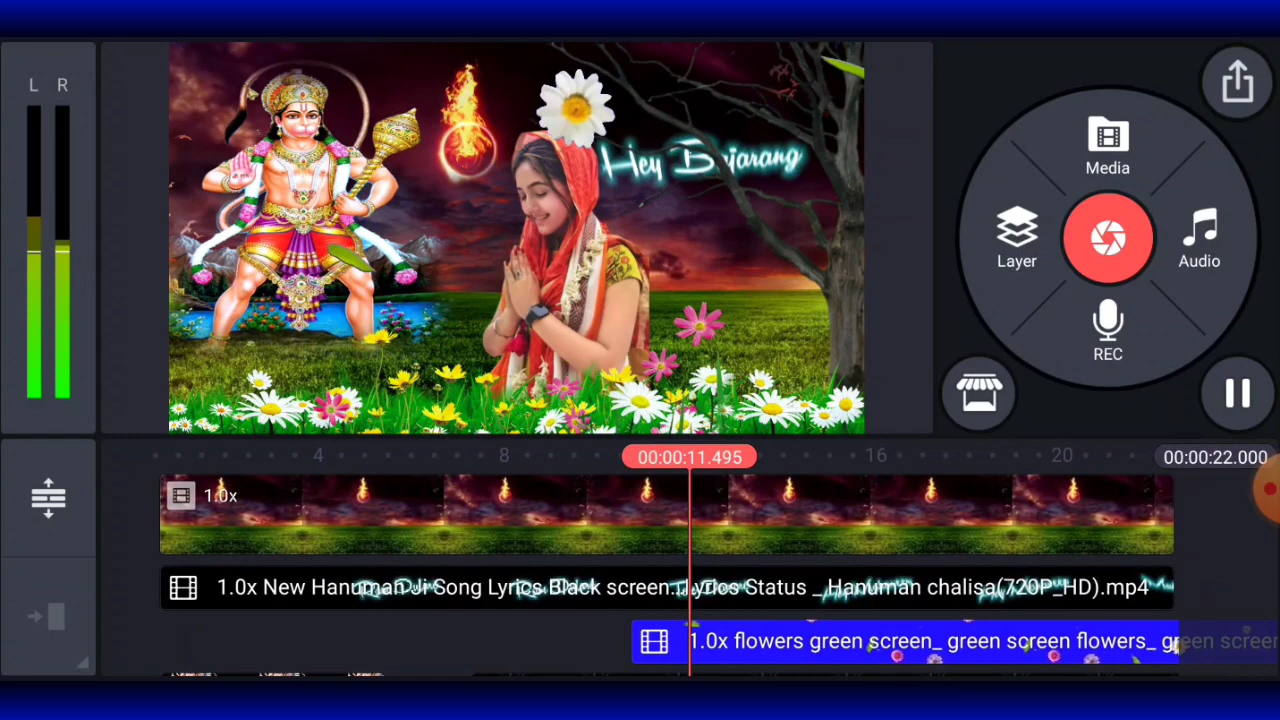 L R
Hey Bajarang
Media
Layer
Audio
REC
4 8 00:00:11.495 16 20 00:00:22.000
1.0x
1.0x New Hanuman Ji Song Lyrics Black screen..Lyrics Status _ Hanuman chalisa(720P_HD).mp4
1.0x flowers green screen_ green screen flowers_ green screen